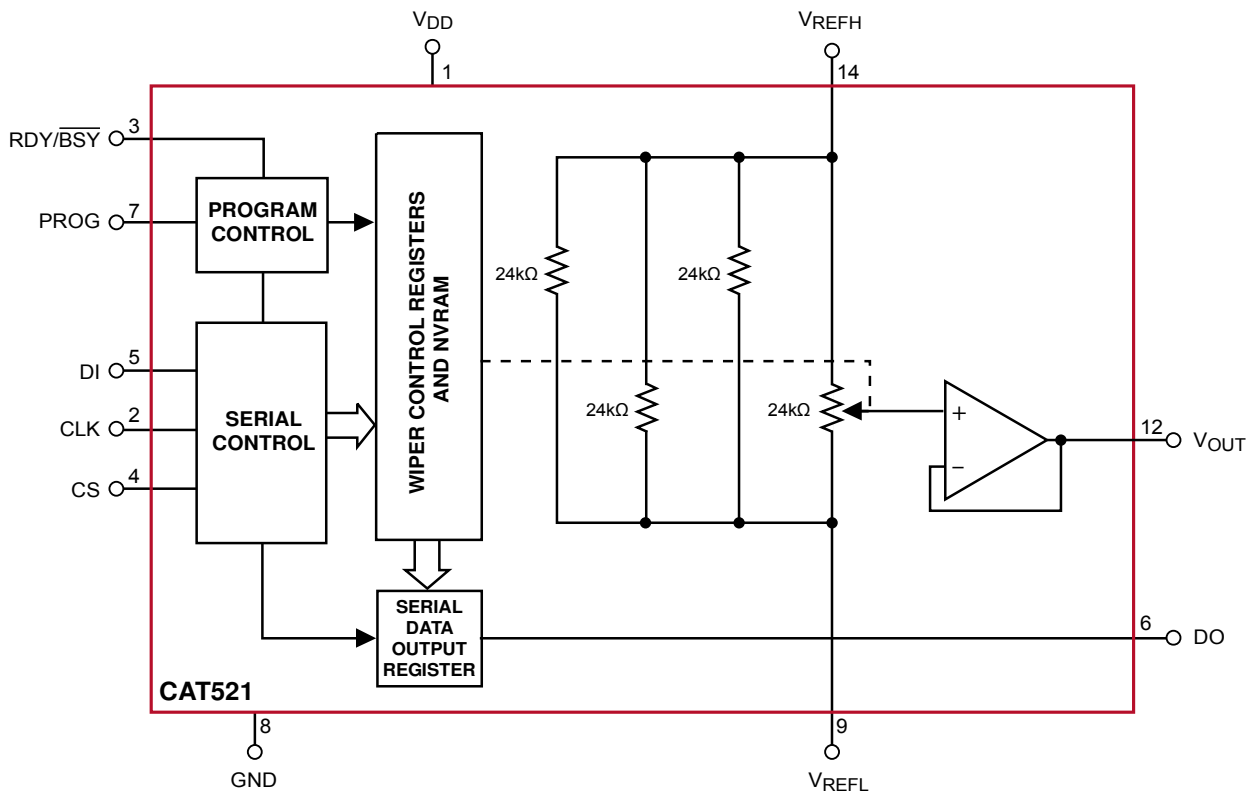 VDD
VREFH
1
14
RDY/BSY
3
PROG
7
PROGRAM
CONTROL
WIPER CONTROL REGISTERS
AND NVRAM
24kΩ
24kΩ
DI
5
CLK
2
CS
4
SERIAL
CONTROL
24kΩ
24kΩ
+
−
12
VOUT
SERIAL
DATA
OUTPUT
REGISTER
6
DO
CAT521
8
GND
9
VREFL